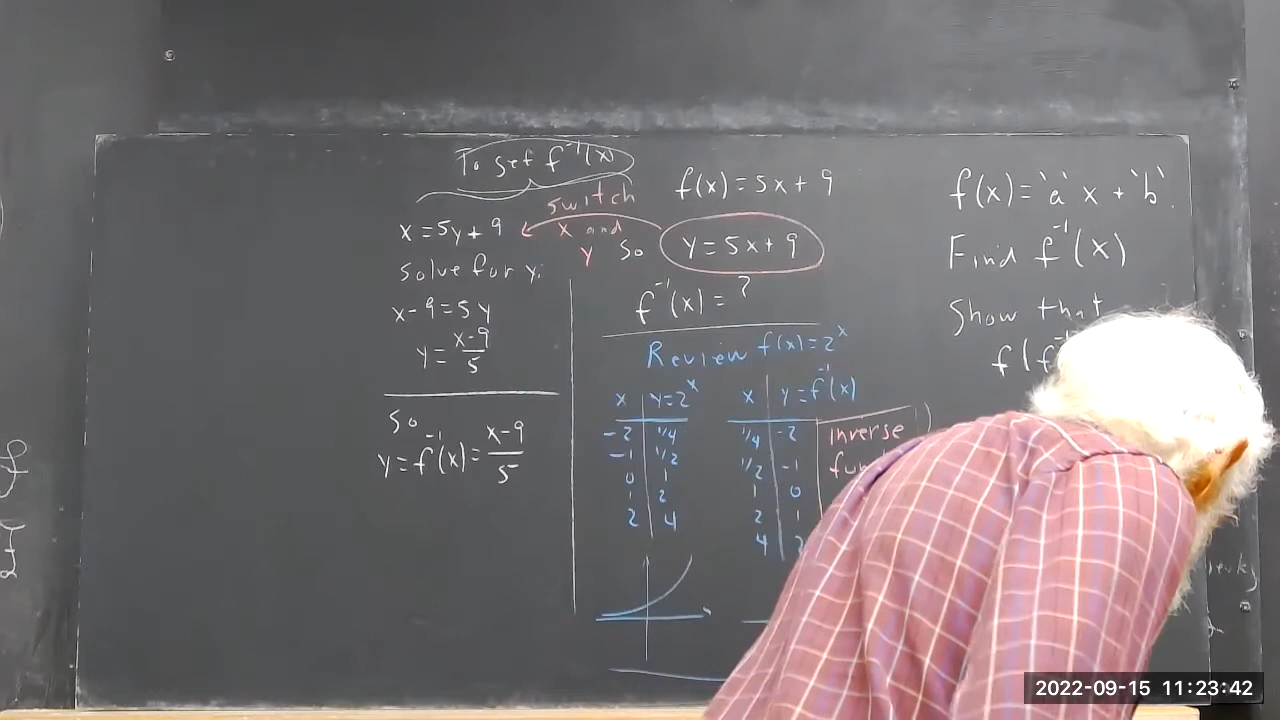 To get f⁻¹(x)
switch
x and
y
x = 5y + 9
solve for y:
x - 9 = 5y
y = x-9/5
So
y = f⁻¹(x) = x-9/5
f(x) = 5x + 9
so y = 5x + 9
f⁻¹(x) = ?
Review f(x) = 2ˣ
x y = 2ˣ
-2 1/4
-1 1/2
0 1
1 2
2 4
x y = f⁻¹(x)
1/4 -2
1/2 -1
1 0
2 1
4 2
inverse
f(x) = `a` x + `b`.
Find f⁻¹(x)
Show that
2022-09-15 11:23:42